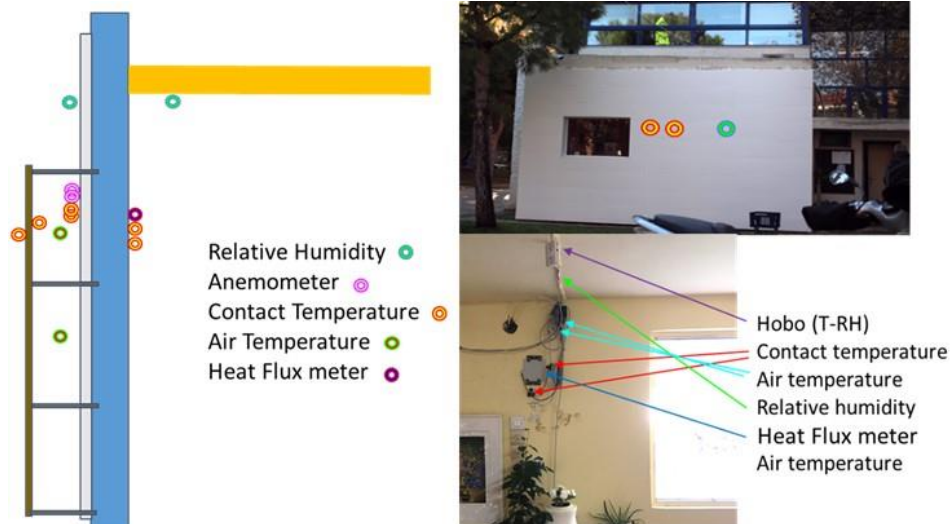 Relative Humidity
Anemometer
Contact Temperature
Air Temperature
Heat Flux meter
Hobo (T-RH)
Contact temperature
Air temperature
Relative humidity
Heat Flux meter
Air temperature